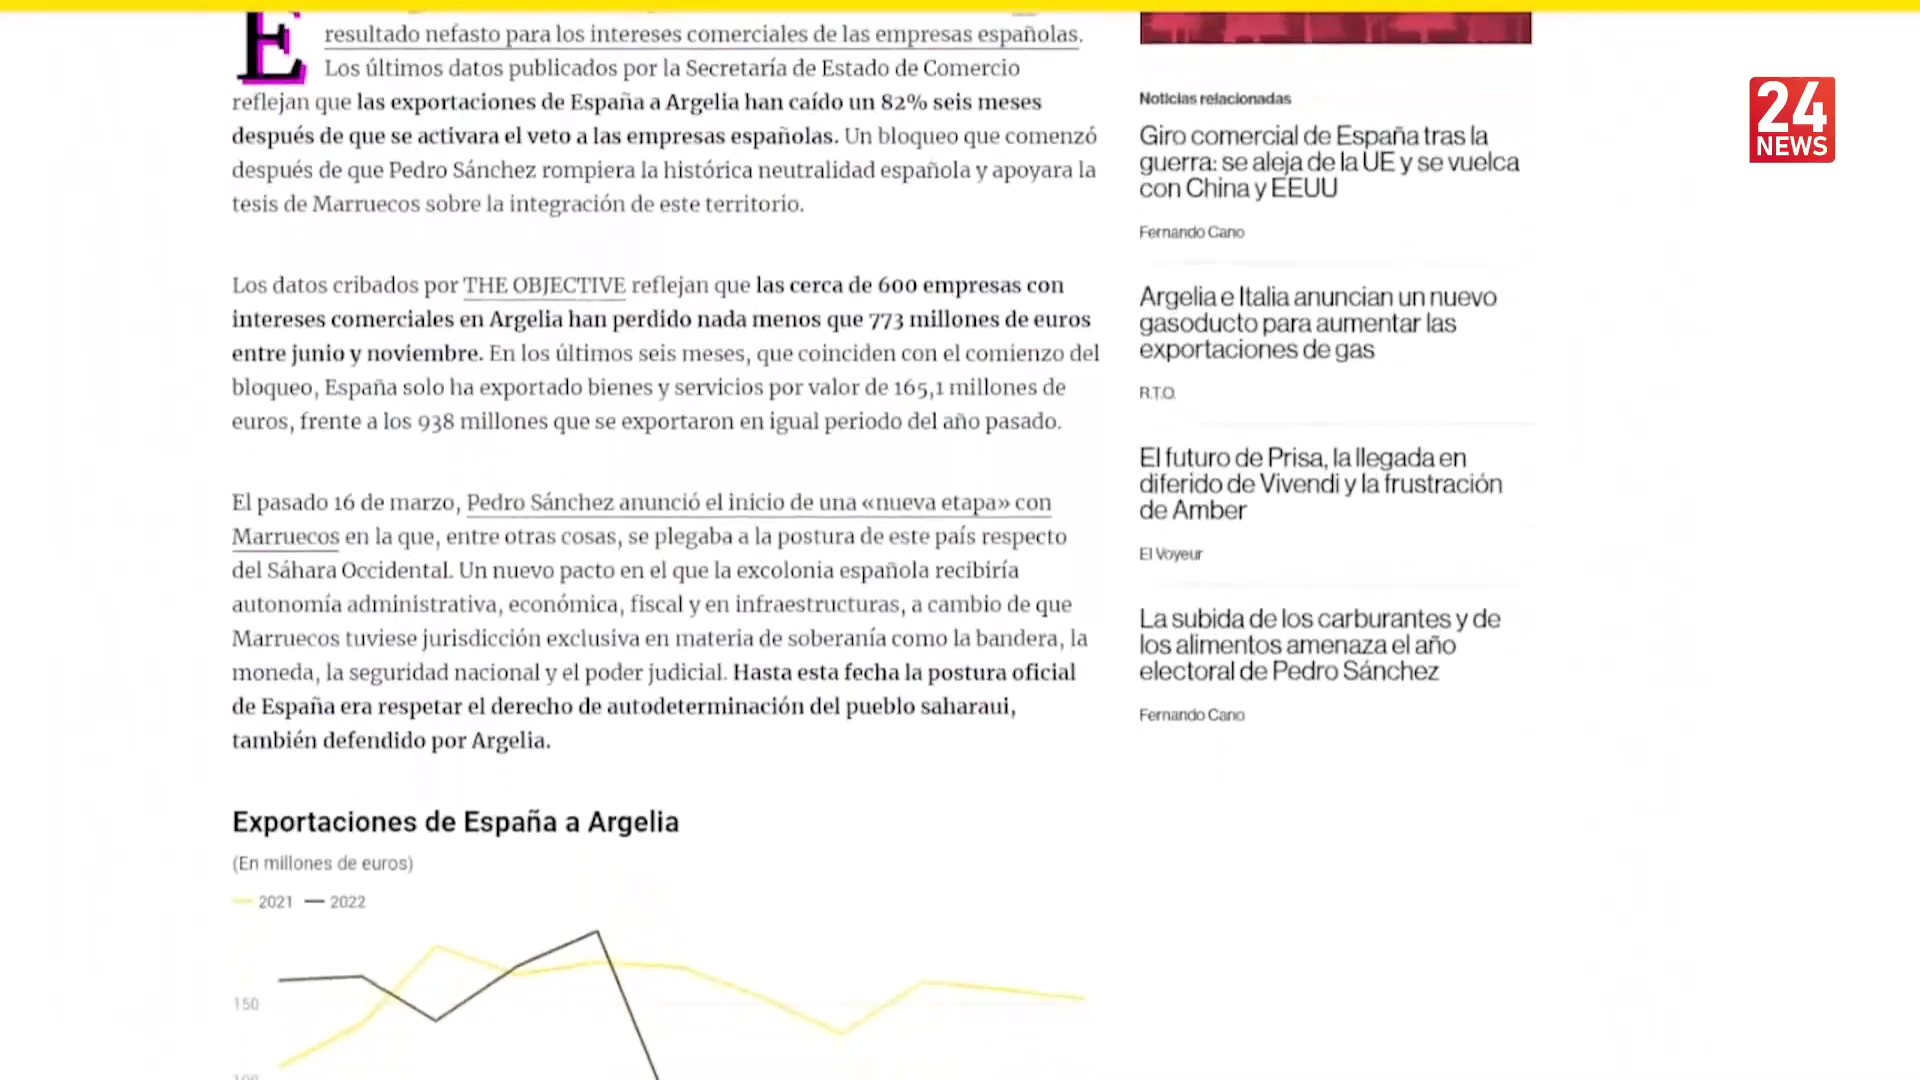 E
resultado nefasto para los intereses comerciales de las empresas españolas.
Los últimos datos publicados por la Secretaría de Estado de Comercio
reflejan que las exportaciones de España a Argelia han caído un 82% seis meses
después de que se activara el veto a las empresas españolas. Un bloqueo que comenzó
después de que Pedro Sánchez rompiera la histórica neutralidad española y apoyara la
tesis de Marruecos sobre la integración de este territorio.
Los datos cribados por THE OBJECTIVE reflejan que las cerca de 600 empresas con
intereses comerciales en Argelia han perdido nada menos que 773 millones de euros
entre junio y noviembre. En los últimos seis meses, que coinciden con el comienzo del
bloqueo, España solo ha exportado bienes y servicios por valor de 165,1 millones de
euros, frente a los 938 millones que se exportaron en igual periodo del año pasado.
El pasado 16 de marzo, Pedro Sánchez anunció el inicio de una «nueva etapa» con
Marruecos en la que, entre otras cosas, se plegaba a la postura de este país respecto
del Sáhara Occidental. Un nuevo pacto en el que la excolonia española recibiría
autonomía administrativa, económica, fiscal y en infraestructuras, a cambio de que
Marruecos tuviese jurisdicción exclusiva en materia de soberanía como la bandera, la
moneda, la seguridad nacional y el poder judicial. Hasta esta fecha la postura oficial
de España era respetar el derecho de autodeterminación del pueblo saharaui,
también defendido por Argelia.
Exportaciones de España a Argelia
(En millones de euros)
2021 2022
150
Noticias relacionadas
Giro comercial de España tras la
guerra: se aleja de la UE y se vuelca
con China y EEUU
Fernando Cano
Argelia e Italia anuncian un nuevo
gasoducto para aumentar las
exportaciones de gas
R.T.O.
El futuro de Prisa, la llegada en
diferido de Vivendi y la frustración
de Amber
El Voyeur
La subida de los carburantes y de
los alimentos amenaza el año
electoral de Pedro Sánchez
Fernando Cano
24
NEWS